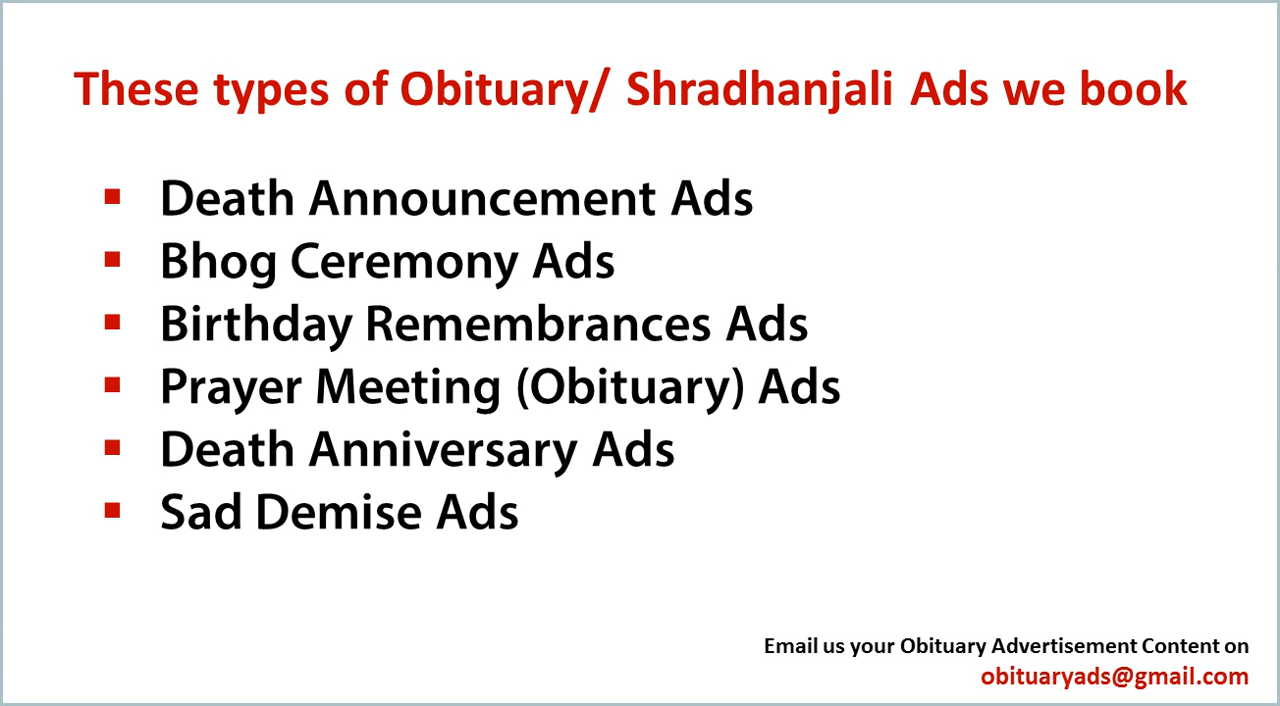 These types of Obituary/ Shradhanjali Ads we book
▪ Death Announcement Ads
▪ Bhog Ceremony Ads
▪ Birthday Remembrances Ads
▪ Prayer Meeting (Obituary) Ads
▪ Death Anniversary Ads
▪ Sad Demise Ads
Email us your Obituary Advertisement Content on
obituaryads@gmail.com